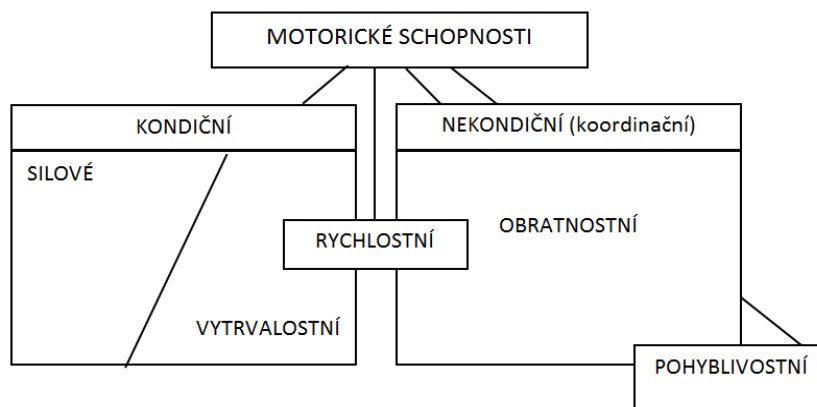 MOTORICKÉ SCHOPNOSTI
KONDIČNÍ
NEKONDIČNÍ (koordinační)
SILOVÉ
RYCHLOSTNÍ
OBRATNOSTNÍ
VYTRVALOSTNÍ
POHYBLIVOSTNÍ